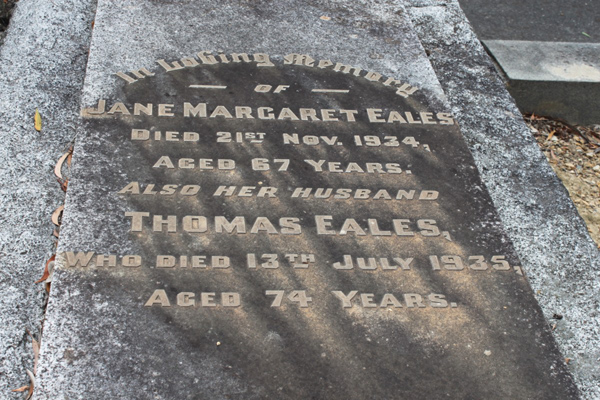 In Loving Memory
OF
JANE MARGARET EALES
DIED 21ST NOV. 1934,
AGED 67 YEARS.
ALSO HER HUSBAND
THOMAS EALES,
WHO DIED 13TH JULY 1935,
AGED 74 YEARS.